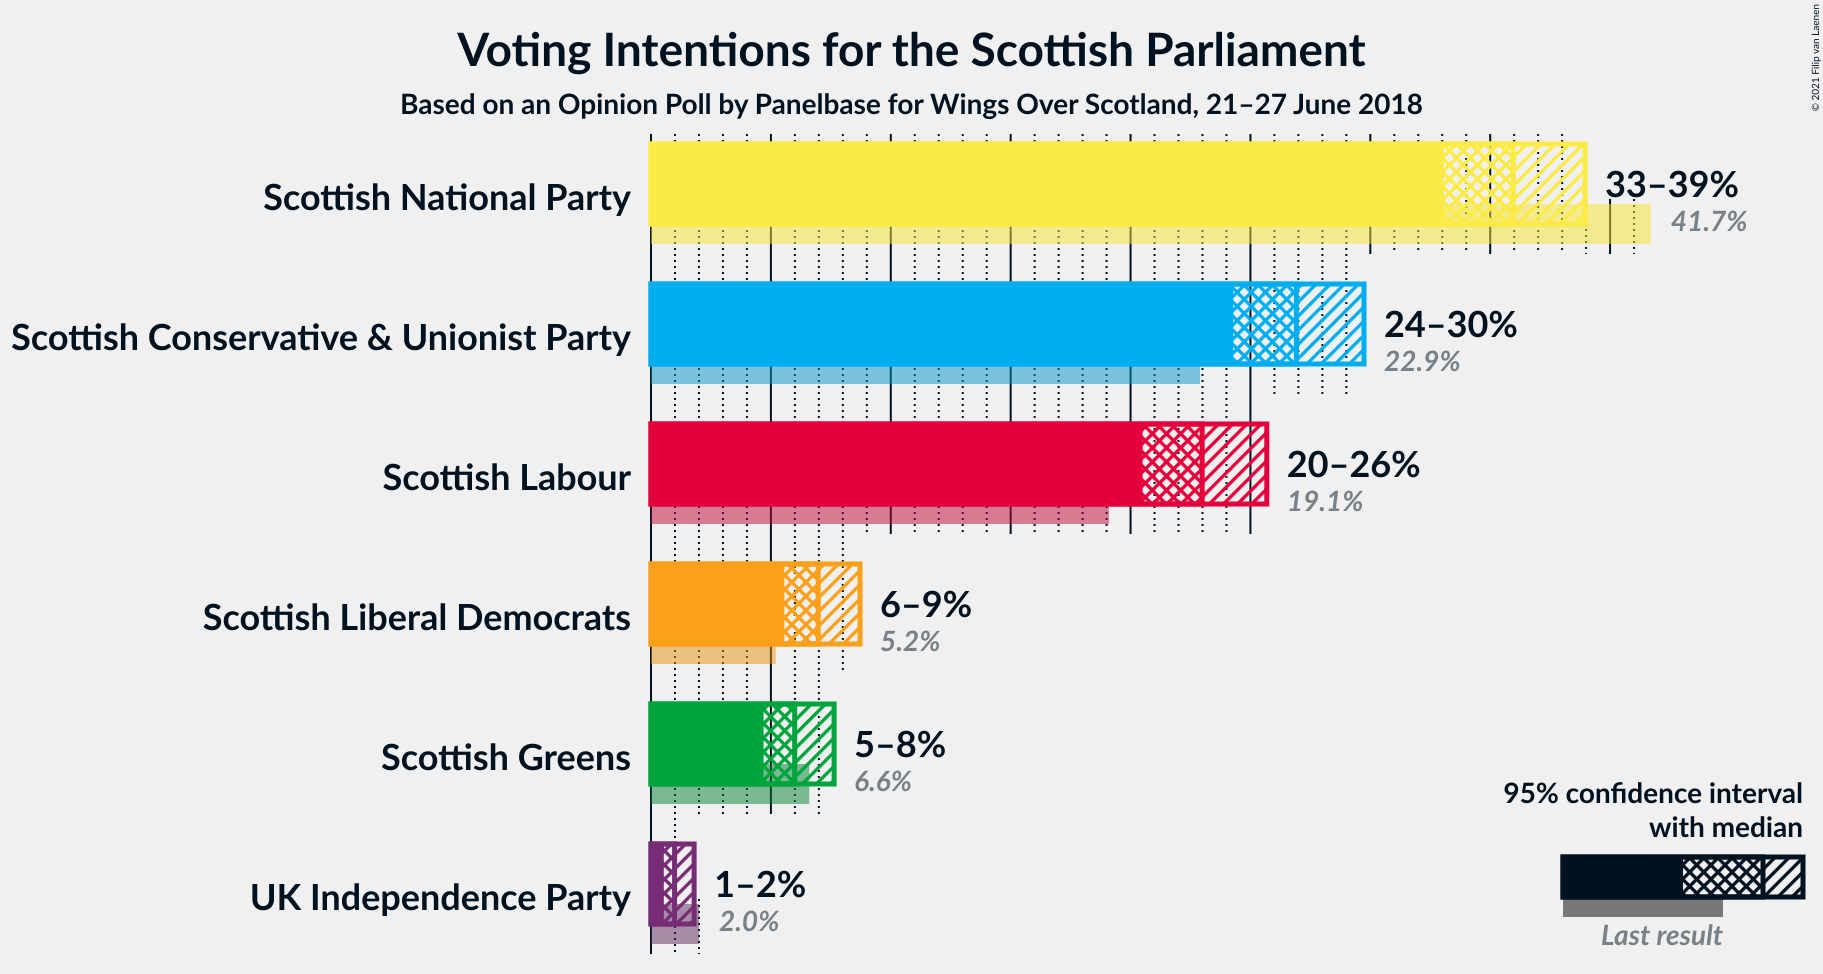 Voting Intentions for the Scottish Parliament
Based on an Opinion Poll by Panelbase for Wings Over Scotland, 21–27 June 2018
© 2021 Filip van Laenen
Scottish National Party
33–39%
41.7%
Scottish Conservative & Unionist Party
24–30%
22.9%
Scottish Labour
20–26%
19.1%
Scottish Liberal Democrats
6–9%
5.2%
Scottish Greens
5–8%
6.6%
UK Independence Party
1–2%
2.0%
95% confidence interval
with median
Last result